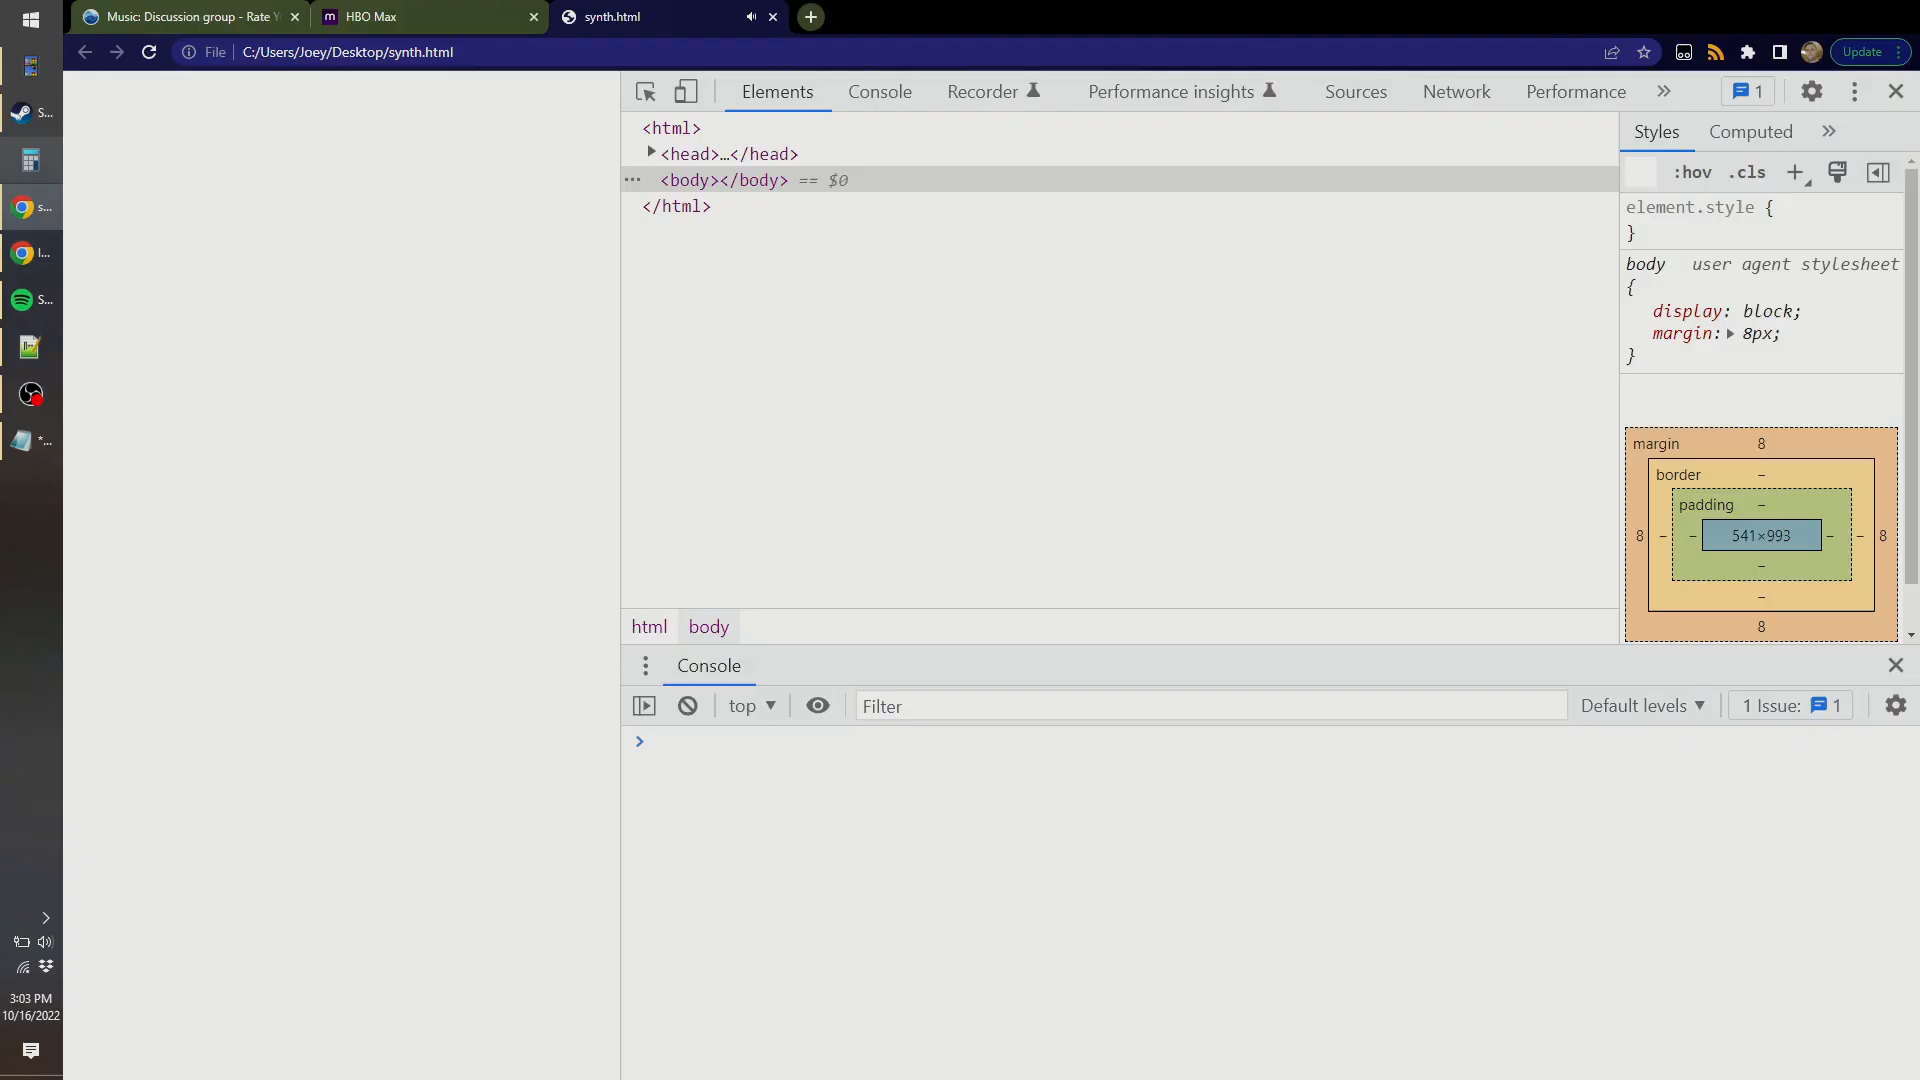 Music: Discussion group - Rate Y
HBO Max
synth.html
File
C:/Users/Joey/Desktop/synth.html
Update
S...
s...
I...
S...
*...
3:03 PM
10/16/2022
Elements
Console
Recorder
Performance insights
Sources
Network
Performance
1
<html>
<head>…</head>
<body></body> == $0
</html>
html
body
Styles
Computed
:hov
.cls
element.style {
}
body
user agent stylesheet
{
display: block;
margin: 8px;
}
margin
8
border
–
padding
–
8
–
–
541×993
–
–
8
–
–
8
Console
top
Filter
Default levels
1 Issue:
1